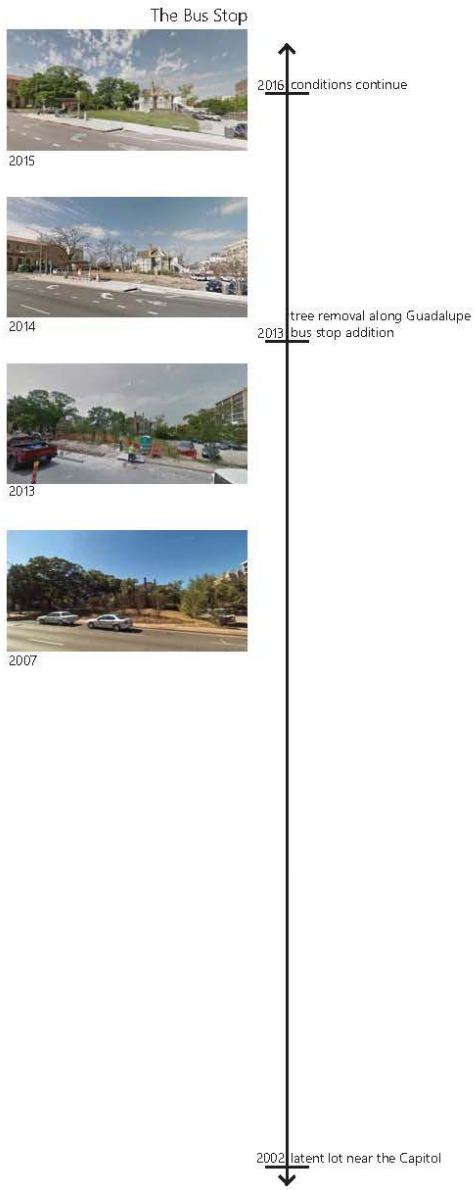 The Bus Stop
2016 conditions continue
2015
2014
tree removal along Guadalupe
2013 bus stop addition
2013
2007
2002 latent lot near the Capitol